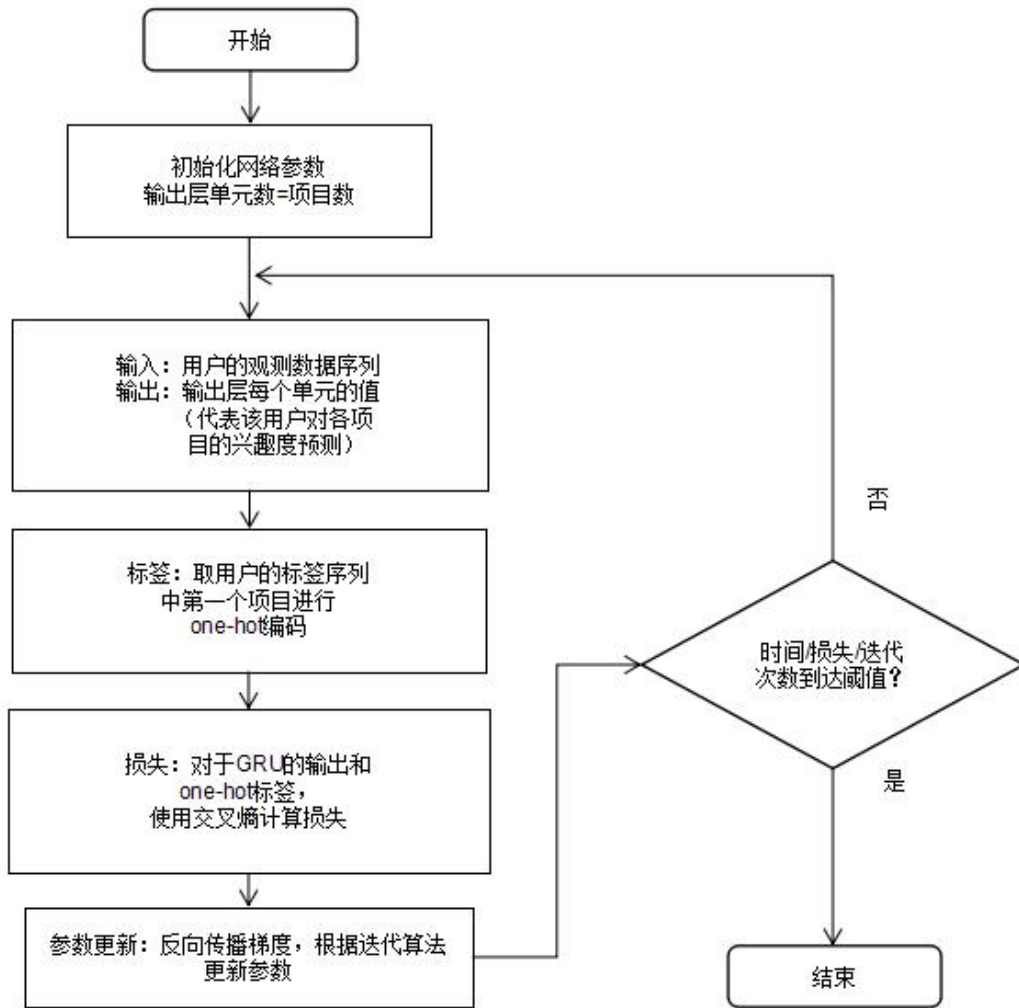 开始
初始化网络参数
输出层单元数=项目数
输入：用户的观测数据序列
输出：输出层每个单元的值
（代表该用户对各项
目的兴趣度预测）
标签：取用户的标签序列
中第一个项目进行
one-hot编码
损失：对于GRU的输出和
one-hot标签，
使用交叉熵计算损失
参数更新：反向传播梯度，根据迭代算法
更新参数
否
时间/损失/迭代
次数到达阈值？
是
结束